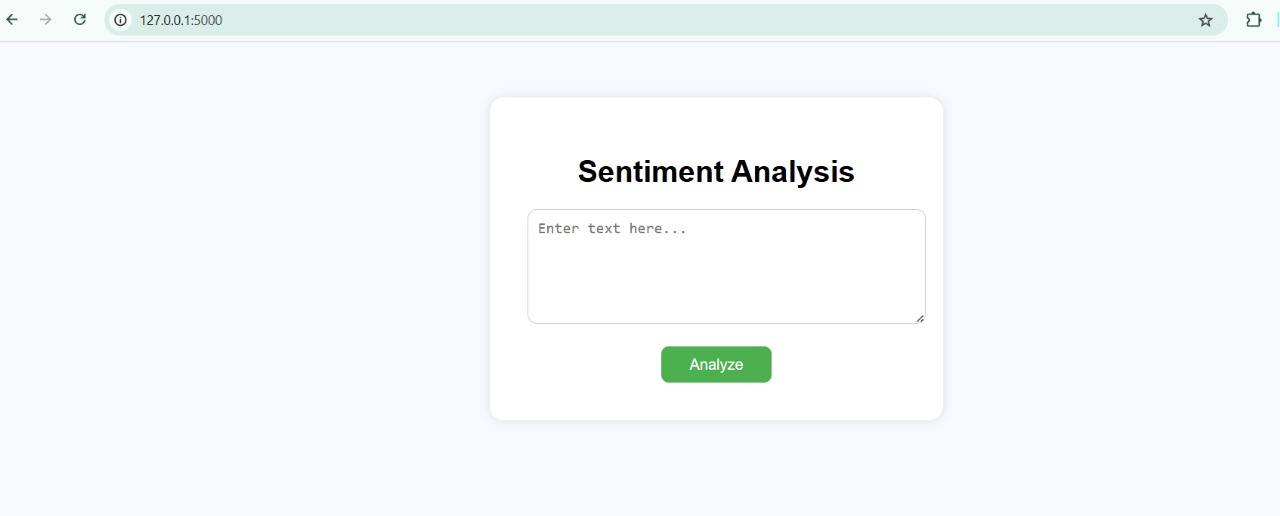 127.0.0.1:5000
Sentiment Analysis
Enter text here...
Analyze